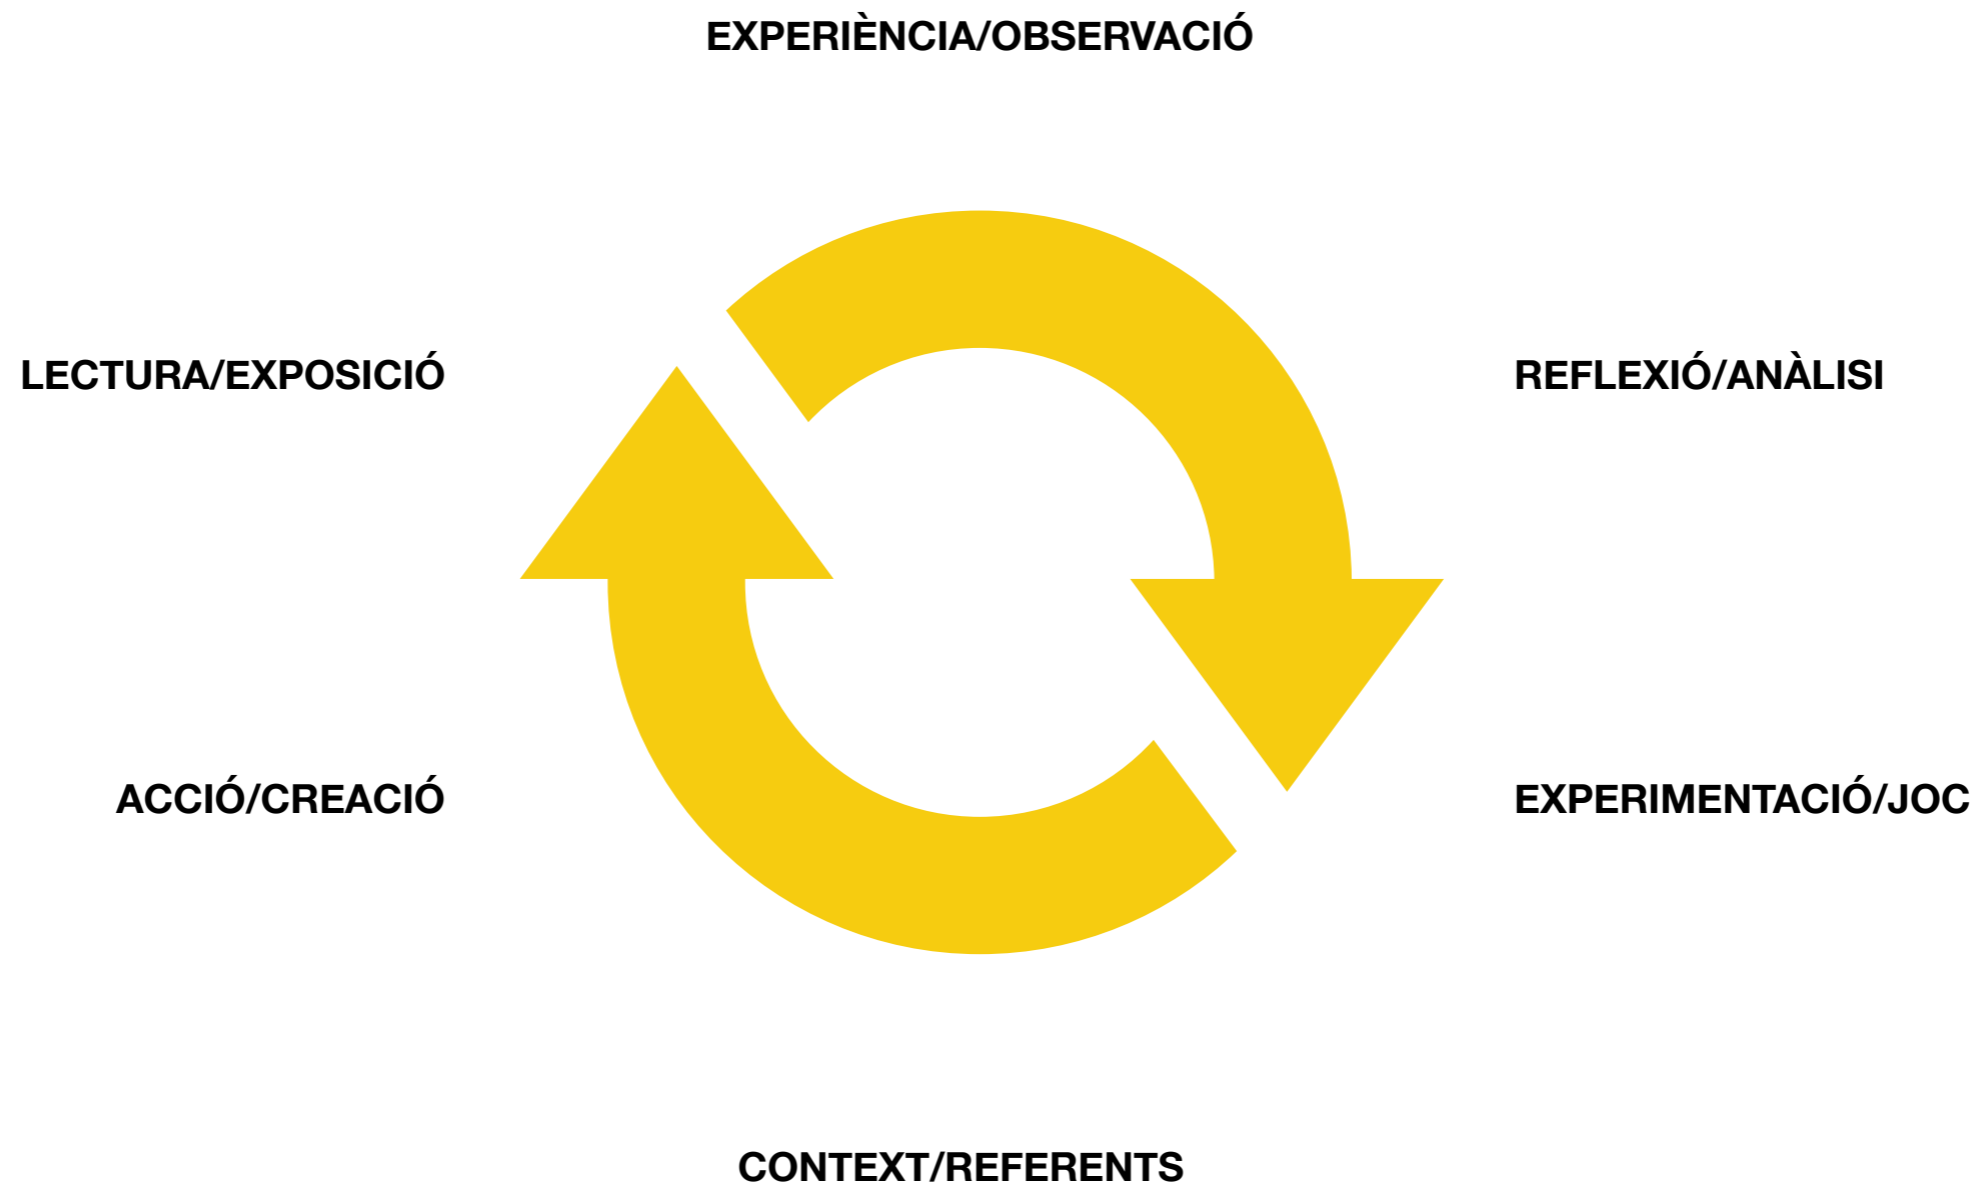 EXPERIÈNCIA/OBSERVACIÓ
LECTURA/EXPOSICIÓ
REFLEXIÓ/ANÀLISI
ACCIÓ/CREACIÓ
EXPERIMENTACIÓ/JOC
CONTEXT/REFERENTS